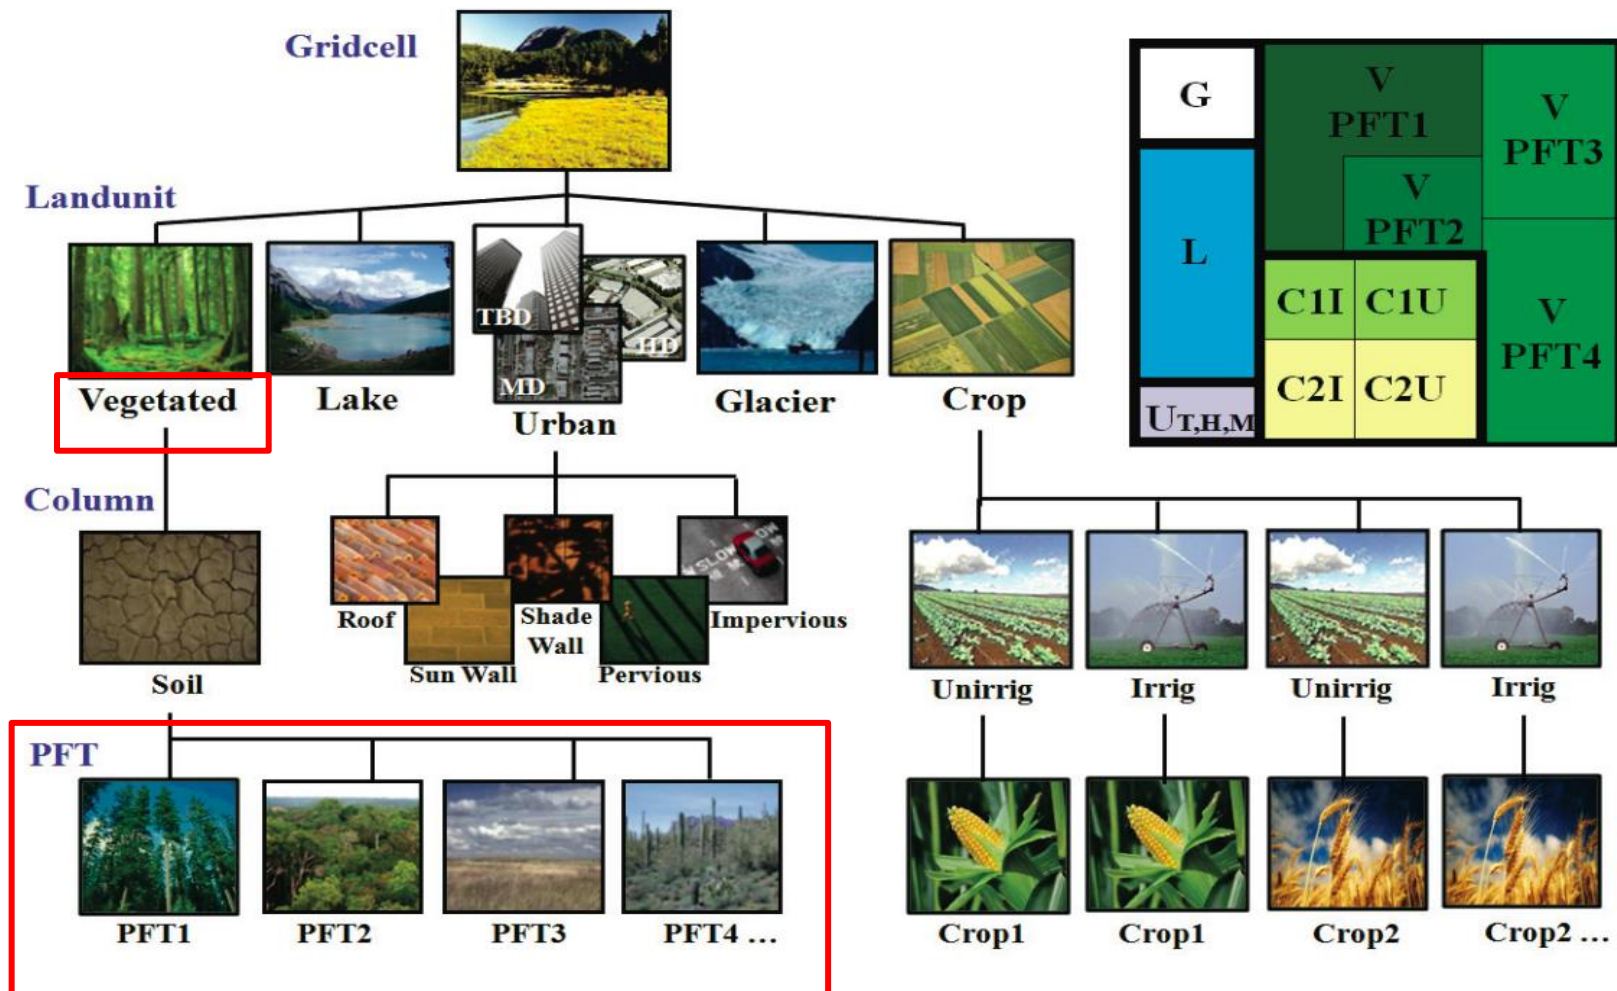 Gridcell
Landunit
TBD
HD
MD
Vegetated
Lake
Urban
Glacier
Crop
G
L
UT,H,M
V
PFT1
V
PFT2
V
PFT3
V
PFT4
C1I
C1U
C2I
C2U
Column
Soil
Roof
Sun Wall
Shade
Wall
Pervious
SLOW
Impervious
Unirrig
Irrig
Unirrig
Irrig
PFT
PFT1
PFT2
PFT3
PFT4 ...
Crop1
Crop1
Crop2
Crop2 ...